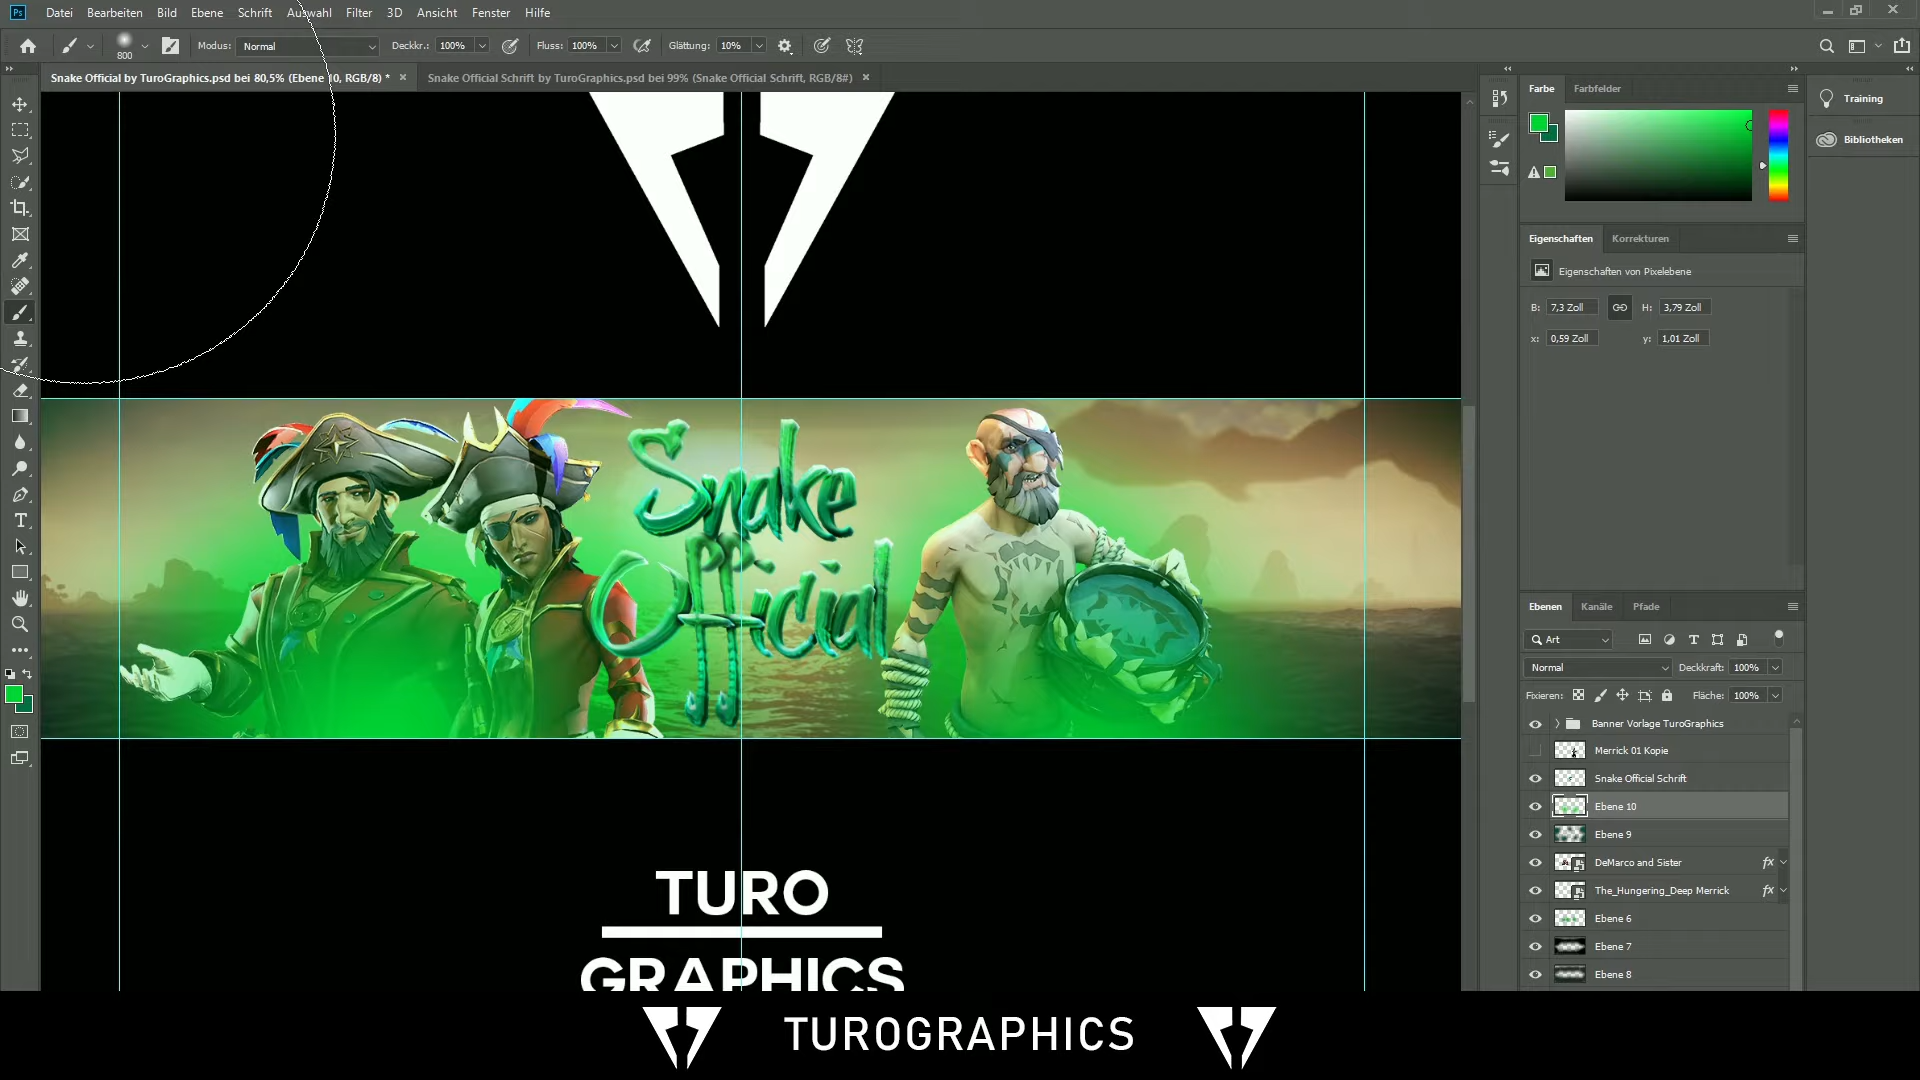 Ps Datei Bearbeiten Bild Ebene Schrift Auswahl Filter 3D Ansicht Fenster Hilfe
800 Modus: Normal Deckkr.: 100% Fluss: 100% Glättung: 10%
Snake Official by TuroGraphics.psd bei 80,5% (Ebene 10, RGB/8) * × Snake Official Schrift by TuroGraphics.psd bei 99% (Snake Official Schrift, RGB/8#) ×
Farbe Farbfelder
Training
Bibliotheken
Eigenschaften Korrekturen
Eigenschaften von Pixelebene
B: 7,3 Zoll H: 3,79 Zoll
x: 0,59 Zoll y: 1,01 Zoll
Snake
Official
Ebenen Kanäle Pfade
Art
Normal Deckkraft: 100%
Fixieren: Fläche: 100%
Banner Vorlage TuroGraphics
Merrick 01 Kopie
Snake Official Schrift
Ebene 10
Ebene 9
DeMarco and Sister fx
The_Hungering_Deep Merrick fx
Ebene 6
Ebene 7
Ebene 8
TURO
GRAPHICS
TUROGRAPHICS